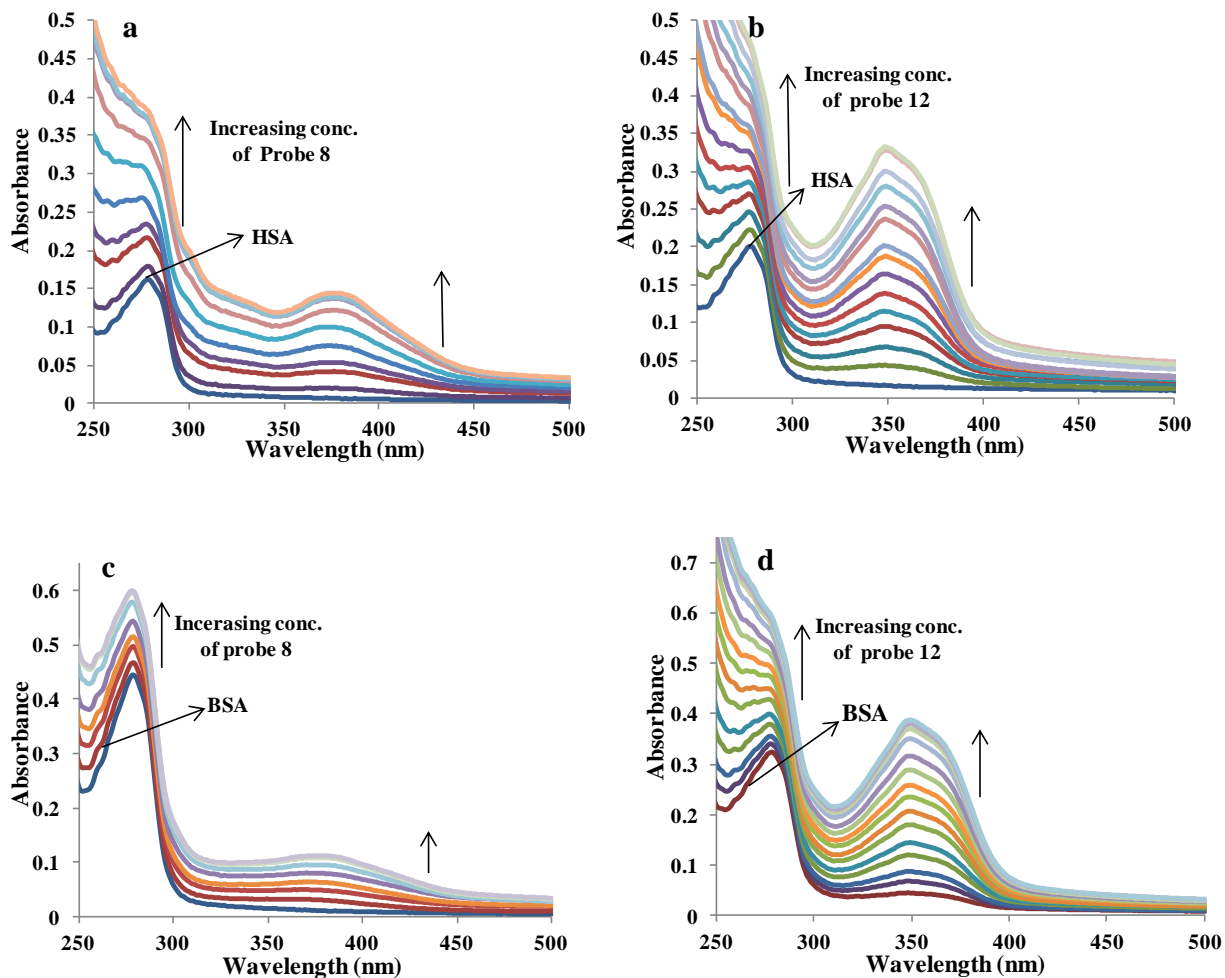 a
0.5
0.45
0.4
0.35
0.3
0.25
0.2
0.15
0.1
0.05
0
Absorbance
Increasing conc.
of Probe 8
HSA
250 300 350 400 450 500
Wavelength (nm)
b
0.5
0.45
0.4
0.35
0.3
0.25
0.2
0.15
0.1
0.05
0
Absorbance
Increasing conc.
of probe 12
HSA
250 300 350 400 450 500
Wavelength (nm)
c
0.6
0.5
0.4
0.3
0.2
0.1
0
Absorbance
Incerasing conc.
of probe 8
BSA
250 300 350 400 450 500
Wavelength (nm)
d
0.7
0.6
0.5
0.4
0.3
0.2
0.1
0
Absorbance
Increasing conc.
of probe 12
BSA
250 300 350 400 450 500
Wavelength (nm)